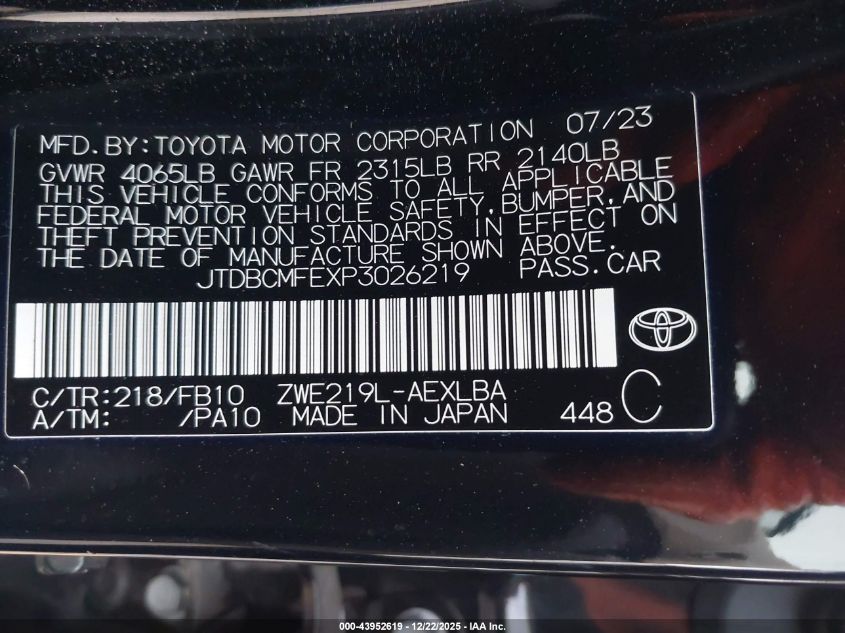 MFD. BY: TOYOTA MOTOR CORPORATION 07/23
GVWR 4065LB GAWR FR 2315LB RR 2140LB
THIS VEHICLE CONFORMS TO ALL APPLICABLE
FEDERAL MOTOR VEHICLE SAFETY, BUMPER, AND
THEFT PREVENTION STANDARDS IN EFFECT ON
THE DATE OF MANUFACTURE SHOWN ABOVE.
JTDBCMFEXP3026219 PASS. CAR
C/TR: 218/FB10 ZWE219L-AEXLBA
A/TM: /PA10 MADE IN JAPAN 448 C
000-43952619 - 12/22/2025 - IAA Inc.